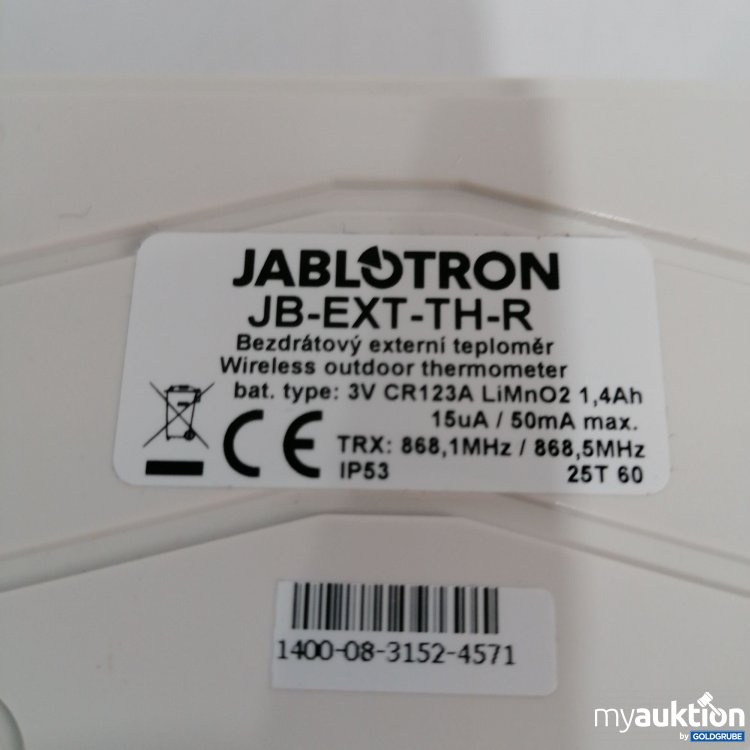 JABLOTRON
JB-EXT-TH-R
Bezdrátový externí teploměr
Wireless outdoor thermometer
bat. type: 3V CR123A LiMnO2 1,4Ah
15uA / 50mA max.
CE TRX: 868,1MHz / 868,5MHz
IP53 25T 60
1400-08-3152-4571
myauktion
by GOLDGRUBE